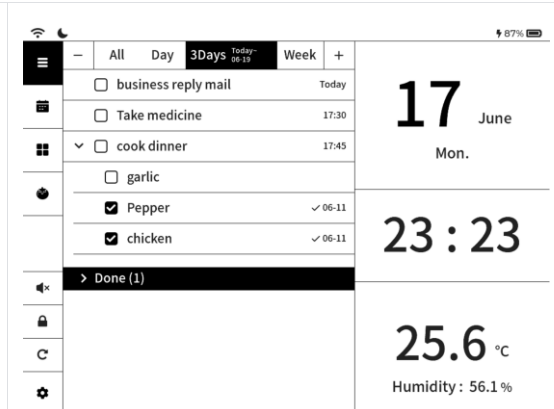 87%
− All Day 3Days Today~ 06-19 Week +
business reply mail Today
Take medicine 17:30
cook dinner 17:45
garlic
Pepper ✓ 06-11
chicken ✓ 06-11
Done (1)
17 June
Mon.
23 : 23
25.6 °C
Humidity : 56.1 %